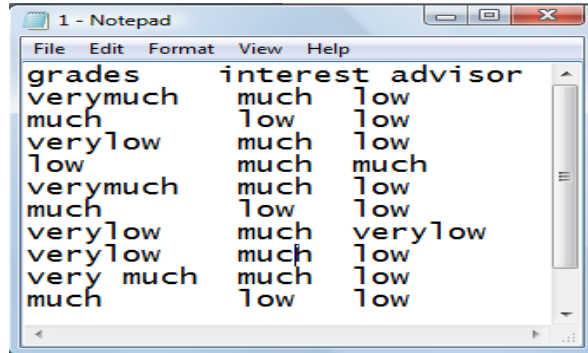 1 - Notepad
File Edit Format View Help
grades interest advisor
verymuch much low
much low low
verylow much low
low much much
verymuch much low
much low low
verylow much verylow
verylow much low
very much much low
much low low